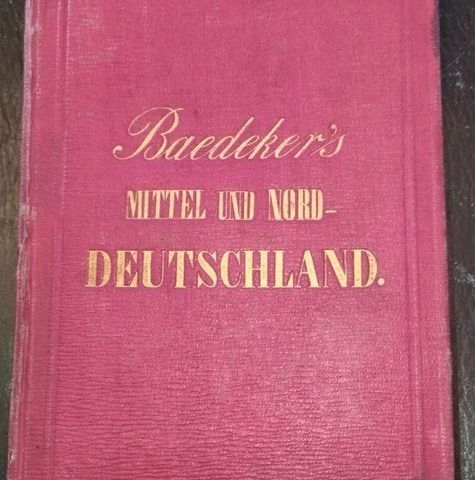 Baedeker's
MITTEL UND NORD-
DEUTSCHLAND.